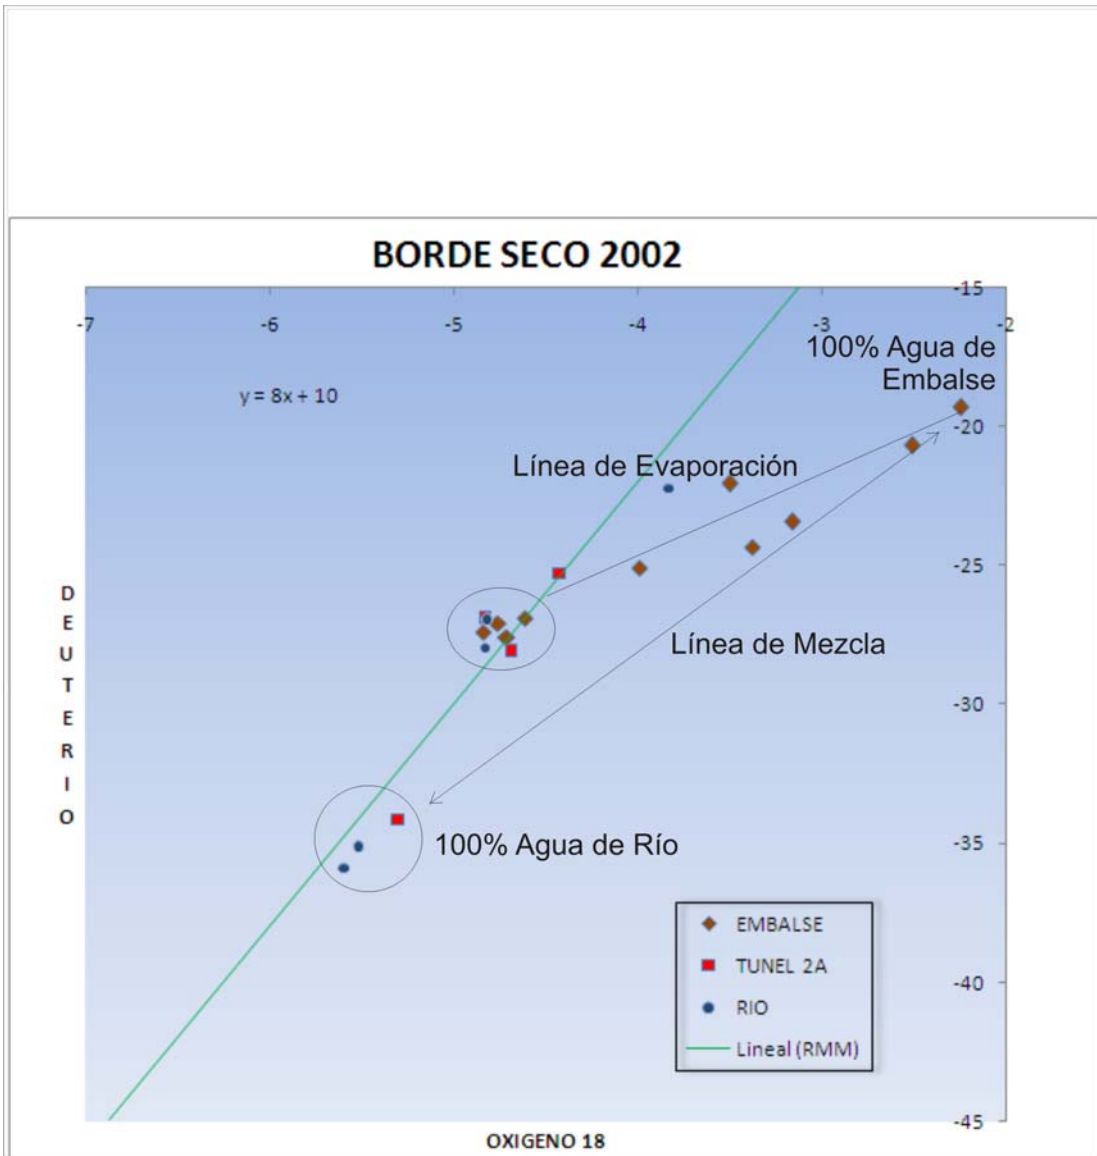 BORDE SECO 2002
-15
-7
-6
-5
-4
-3
-2
100% Agua de
Embalse
y = 8x + 10
-20
Línea de Evaporación
-25
D
E
U
T
E
R
I
O
Línea de Mezcla
-30
100% Agua de Río
-35
EMBALSE
TUNEL 2A
-40
RIO
Lineal (RMM)
-45
OXIGENO 18